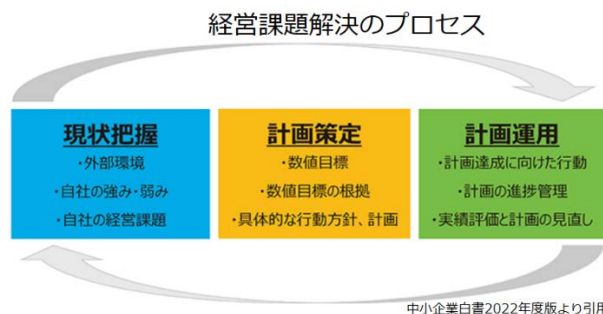 経営課題解決のプロセス
現状把握
・外部環境
・自社の強み・弱み
・自社の経営課題
計画策定
・数値目標
・数値目標の根拠
・具体的な行動方針、計画
計画運用
・計画達成に向けた行動
・計画の進捗管理
・実績評価と計画の見直し
中小企業白書2022年度版より引用